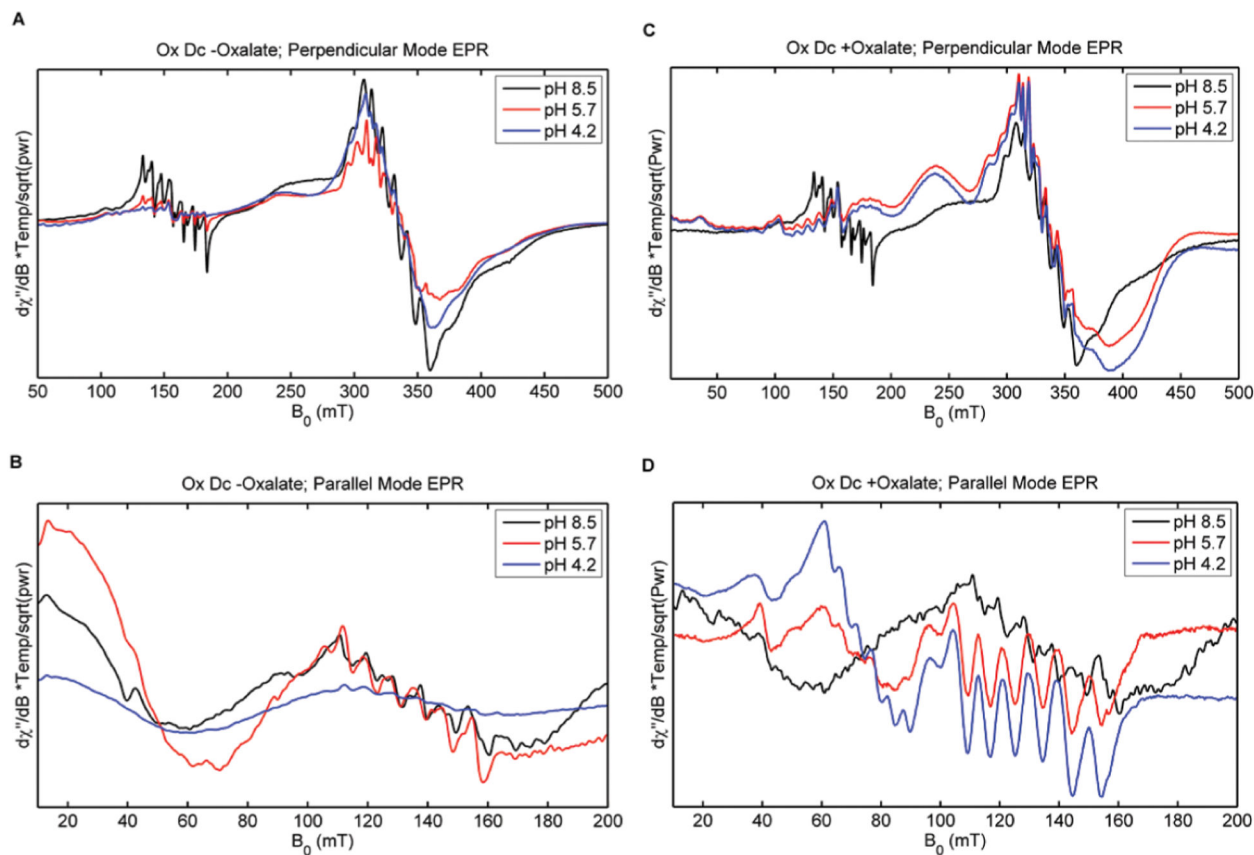 A
Ox Dc -Oxalate; Perpendicular Mode EPR
dχ''/dB *Temp/sqrt(pwr)
pH 8.5
pH 5.7
pH 4.2
50 100 150 200 250 300 350 400 450 500
B0 (mT)
C
Ox Dc +Oxalate; Perpendicular Mode EPR
dχ''/dB *Temp/sqrt(Pwr)
pH 8.5
pH 5.7
pH 4.2
50 100 150 200 250 300 350 400 450 500
B0 (mT)
B
Ox Dc -Oxalate; Parallel Mode EPR
dχ''/dB *Temp/sqrt(pwr)
pH 8.5
pH 5.7
pH 4.2
20 40 60 80 100 120 140 160 180 200
B0 (mT)
D
Ox Dc +Oxalate; Parallel Mode EPR
dχ''/dB *Temp/sqrt(Pwr)
pH 8.5
pH 5.7
pH 4.2
20 40 60 80 100 120 140 160 180 200
B0 (mT)